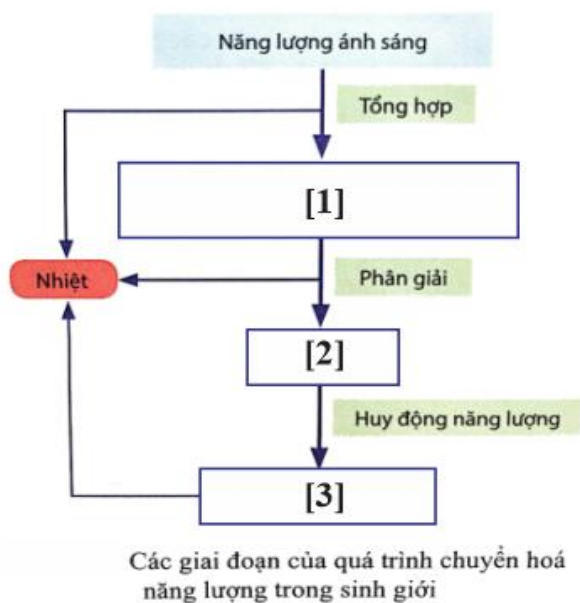 Năng lượng ánh sáng
Tổng hợp
[1]
Nhiệt
Phân giải
[2]
Huy động năng lượng
[3]
Các giai đoạn của quá trình chuyển hoá
năng lượng trong sinh giới